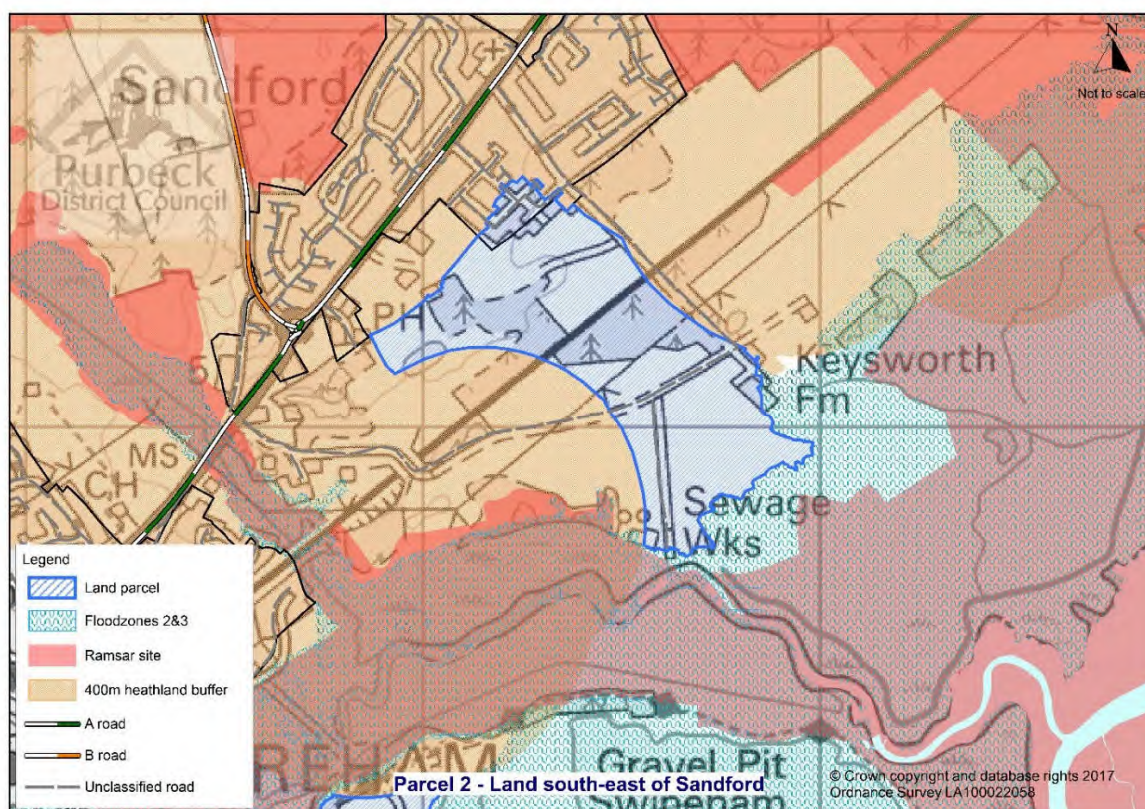 N
Not to scale
Sandford
Purbeck
District Council
PH
Keysworth
Fm
MS
CH
Sewage
Wks
Legend
Land parcel
Floodzones 2&3
Ramsar site
400m heathland buffer
A road
B road
Unclassified road
Gravel Pit
Swineham
Parcel 2 - Land south-east of Sandford
© Crown copyright and database rights 2017
Ordnance Survey LA100022058